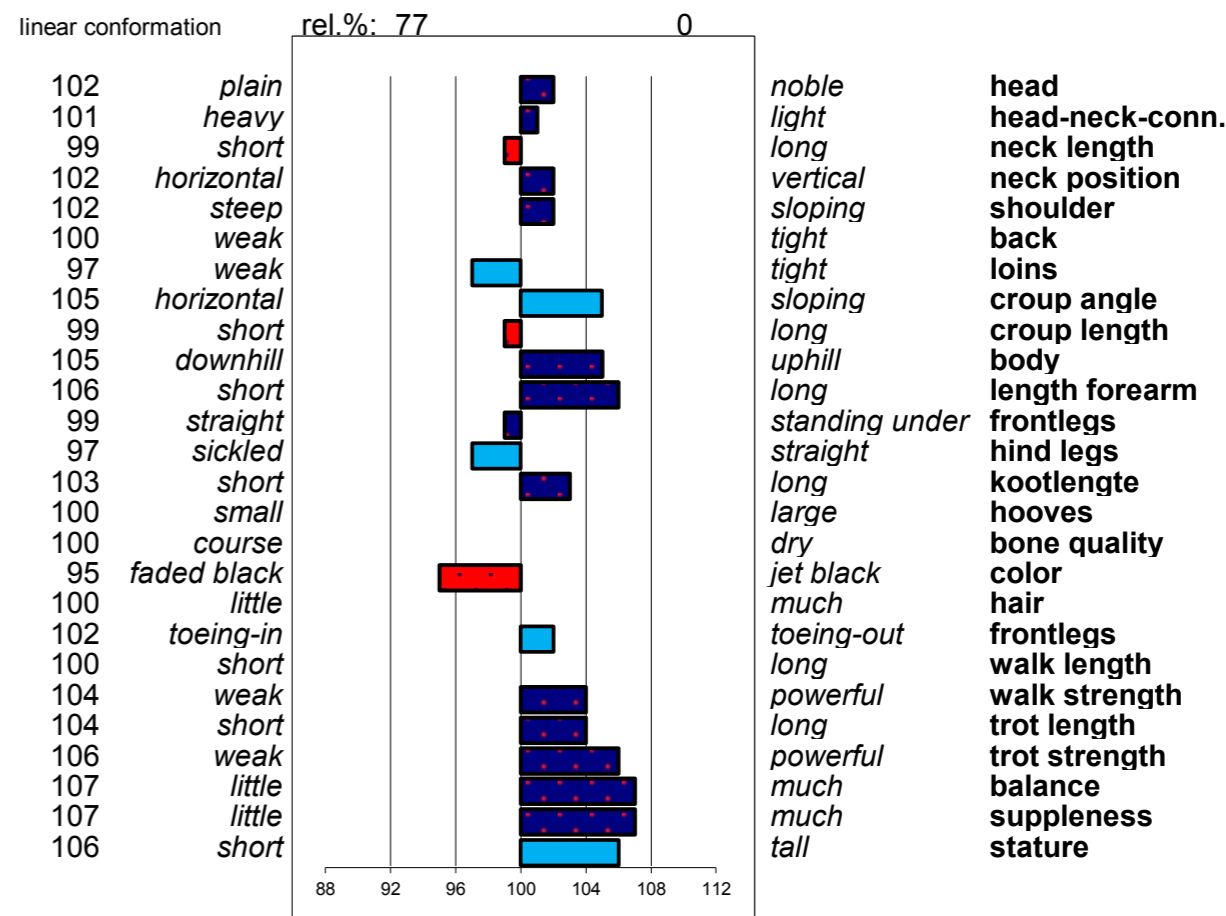 linear conformation rel.%: 77 0
102 plain noble head
101 heavy light head-neck-conn.
99 short long neck length
102 horizontal vertical neck position
102 steep sloping shoulder
100 weak tight back
97 weak tight loins
105 horizontal sloping croup angle
99 short long croup length
105 downhill uphill body
106 short long length forearm
99 straight standing under frontlegs
97 sickled straight hind legs
103 short long kootlengte
100 small large hooves
100 course dry bone quality
95 faded black jet black color
100 little much hair
102 toeing-in toeing-out frontlegs
100 short long walk length
104 weak powerful walk strength
104 short long trot length
106 weak powerful trot strength
107 little much balance
107 little much suppleness
106 short tall stature
88 92 96 100 104 108 112